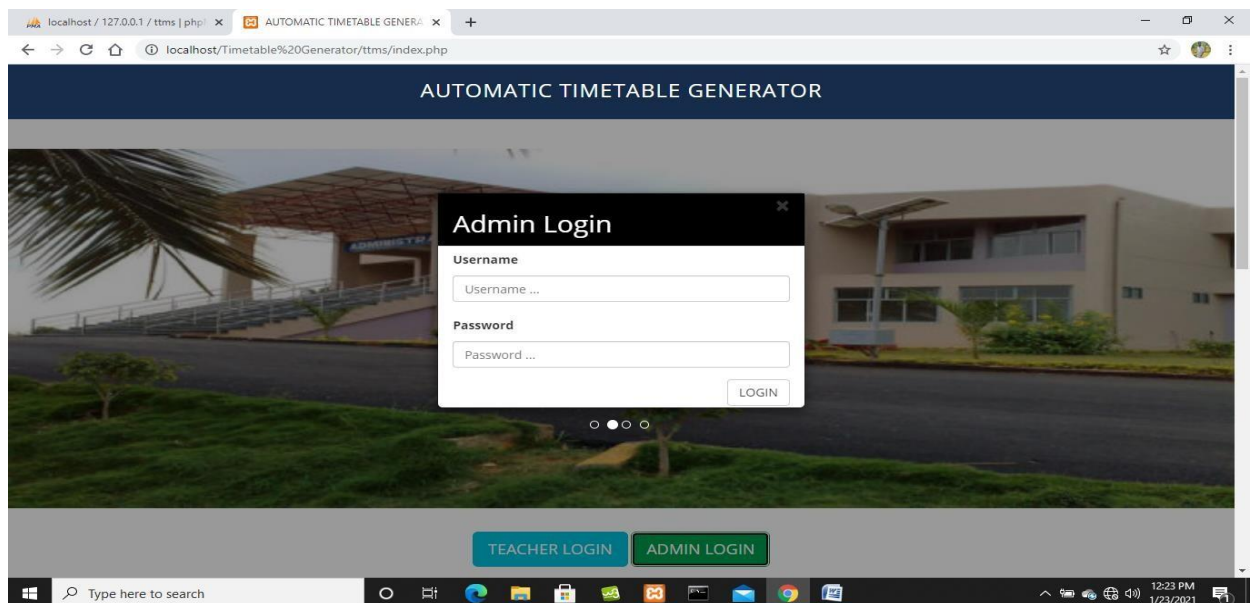 localhost / 127.0.0.1 / ttms | php
AUTOMATIC TIMETABLE GENERA
localhost/Timetable%20Generator/ttms/index.php
AUTOMATIC TIMETABLE GENERATOR
ADMINISTRA
Admin Login
Username
Username ...
Password
Password ...
LOGIN
TEACHER LOGIN
ADMIN LOGIN
Type here to search
12:23 PM
1/23/2021